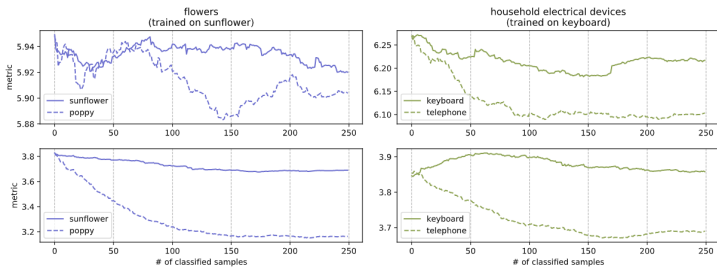 flowers
(trained on sunflower)
metric
5.94
5.92
5.90
5.88
sunflower
poppy
0
50
100
150
200
250
household electrical devices
(trained on keyboard)
6.25
6.20
6.15
6.10
keyboard
telephone
0
50
100
150
200
250
metric
3.8
3.6
3.4
3.2
sunflower
poppy
0
50
100
150
200
250
# of classified samples
3.9
3.8
3.7
keyboard
telephone
0
50
100
150
200
250
# of classified samples